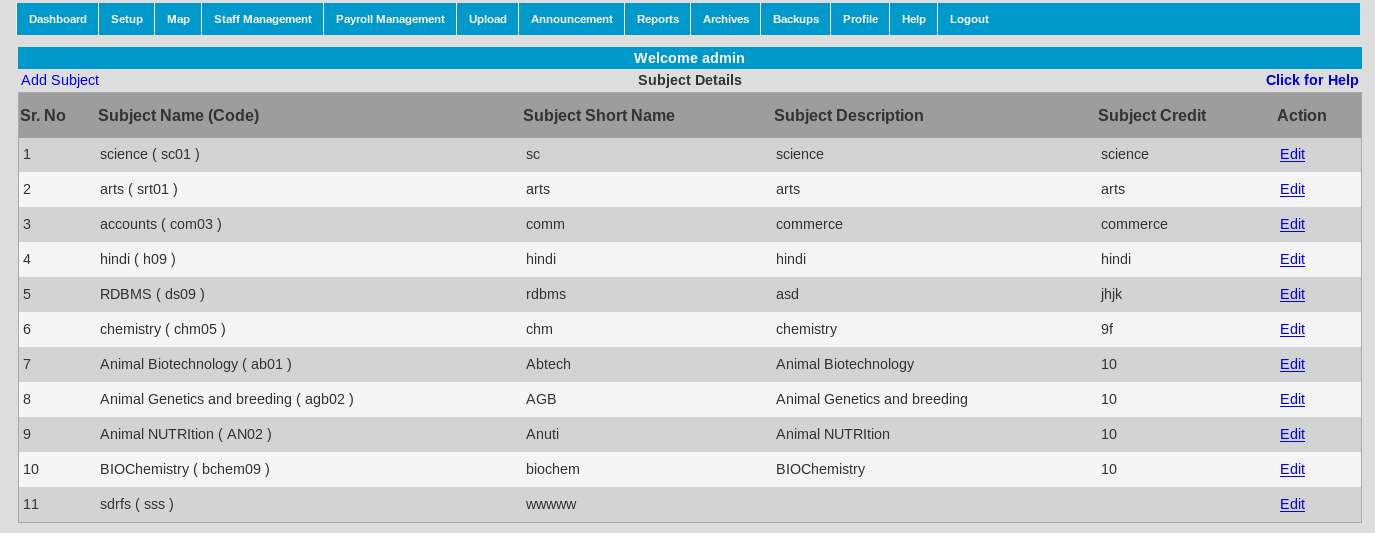 Dashboard Setup Map Staff Management Payroll Management Upload Announcement Reports Archives Backups Profile Help Logout
Welcome admin
Add Subject Subject Details Click for Help
Sr. No Subject Name (Code) Subject Short Name Subject Description Subject Credit Action
1 science ( sc01 ) sc science science Edit
2 arts ( srt01 ) arts arts arts Edit
3 accounts ( com03 ) comm commerce commerce Edit
4 hindi ( h09 ) hindi hindi hindi Edit
5 RDBMS ( ds09 ) rdbms asd jhjk Edit
6 chemistry ( chm05 ) chm chemistry 9f Edit
7 Animal Biotechnology ( ab01 ) Abtech Animal Biotechnology 10 Edit
8 Animal Genetics and breeding ( agb02 ) AGB Animal Genetics and breeding 10 Edit
9 Animal NUTRItion ( AN02 ) Anuti Animal NUTRItion 10 Edit
10 BIOChemistry ( bchem09 ) biochem BIOChemistry 10 Edit
11 sdrfs ( sss ) wwwww Edit